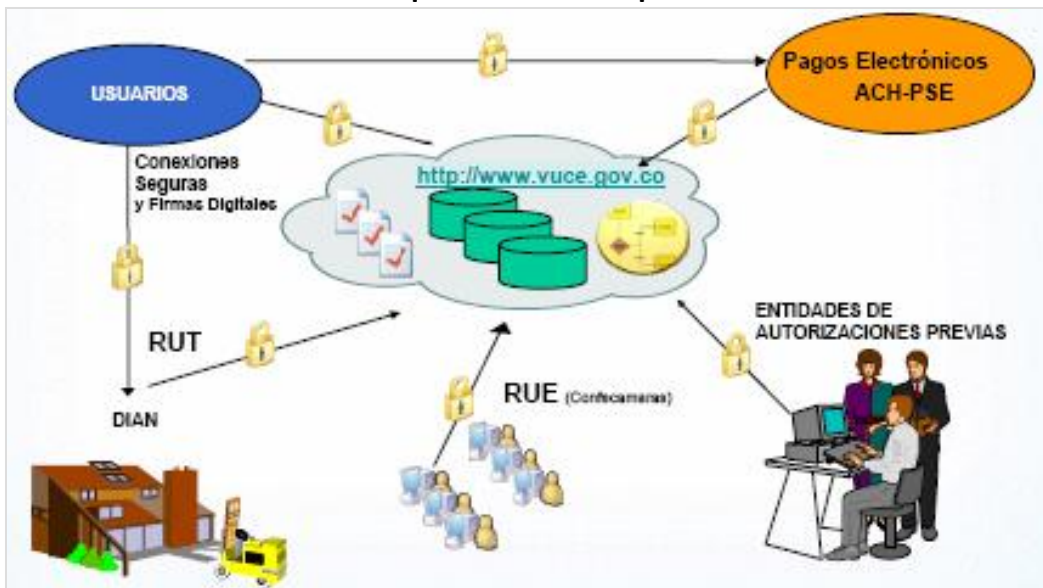 USUARIOS
Pagos Electrónicos
ACH-PSE
Conexiones
Seguras
y Firmas Digitales
http://www.vuce.gov.co
RUT
DIAN
RUE (Confecamaras)
ENTIDADES DE
AUTORIZACIONES PREVIAS